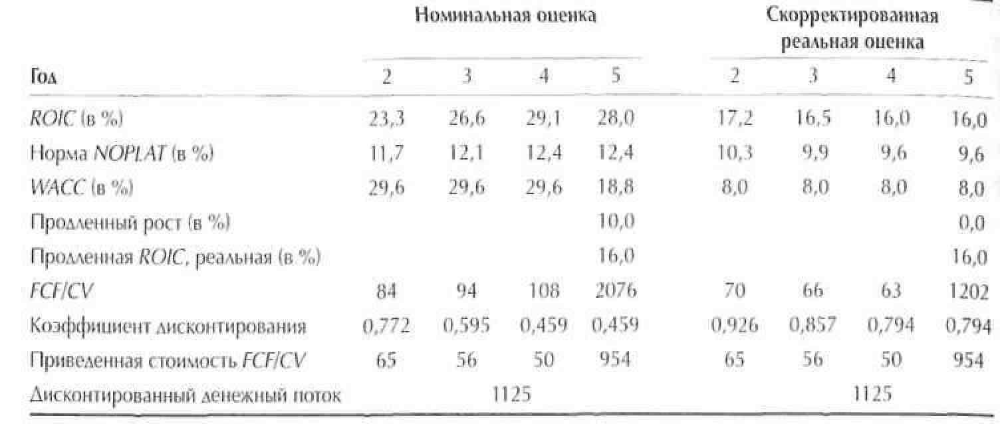 Номинальная оценка Скорректированная
реальная оценка
Год 2 3 4 5 2 3 4 5
ROIC (в %) 23,3 26,6 29,1 28,0 17,2 16,5 16,0 16,0
Норма NOPLAT (в %) 11,7 12,1 12,4 12,4 10,3 9,9 9,6 9,6
WACC (в %) 29,6 29,6 29,6 18,8 8,0 8,0 8,0 8,0
Продленный рост (в %) 10,0 0,0
Продленная ROIC, реальная (в %) 16,0 16,0
FCF/CV 84 94 108 2076 70 66 63 1202
Коэффициент дисконтирования 0,772 0,595 0,459 0,459 0,926 0,857 0,794 0,794
Приведенная стоимость FCF/CV 65 56 50 954 65 56 50 954
Дисконтированный денежный поток 1125 1125